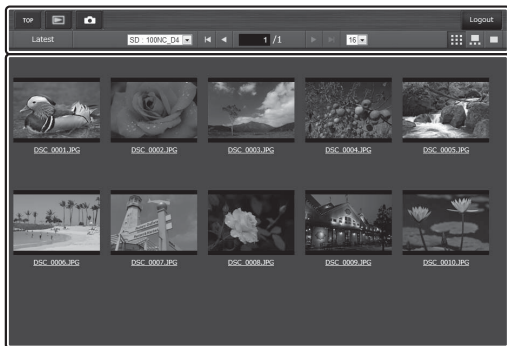 TOP
Logout
Latest
SD : 100NC_D4
1 /1
16
DSC_0001.JPG
DSC_0002.JPG
DSC_0003.JPG
DSC_0004.JPG
DSC_0005.JPG
DSC_0006.JPG
DSC_0007.JPG
DSC_0008.JPG
DSC_0009.JPG
DSC_0010.JPG